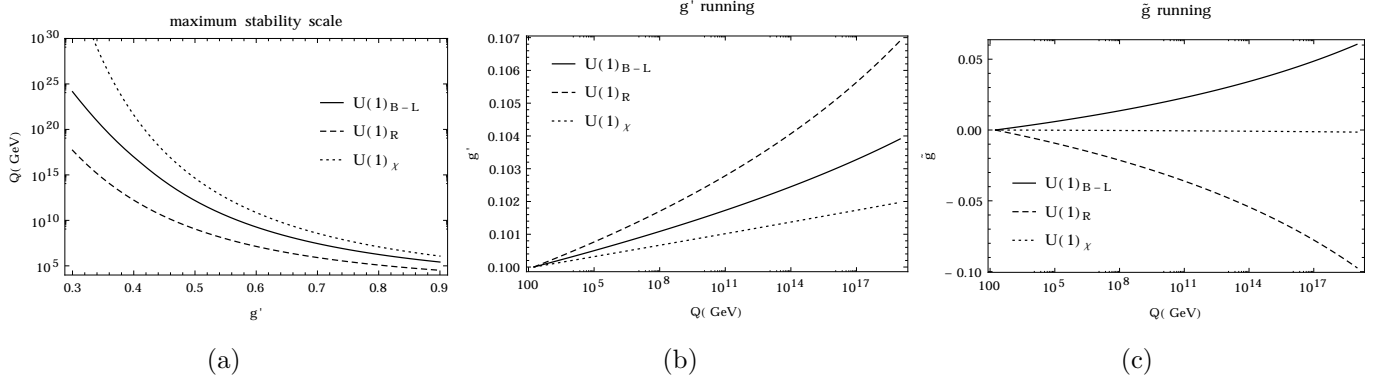 maximum stability scale
10^30
10^25
10^20
10^15
10^10
10^5
Q( GeV)
U(1)_{B-L}
U(1)_R
U(1)_χ
0.3 0.4 0.5 0.6 0.7 0.8 0.9
g'
(a)
g' running
0.107
0.106
0.105
0.104
0.103
0.102
0.101
0.100
g'
U(1)_{B-L}
U(1)_R
U(1)_χ
100 10^5 10^8 10^11 10^14 10^17
Q( GeV)
(b)
g̃ running
0.05
0.00
-0.05
-0.10
g̃
U(1)_{B-L}
U(1)_R
U(1)_χ
100 10^5 10^8 10^11 10^14 10^17
Q( GeV)
(c)